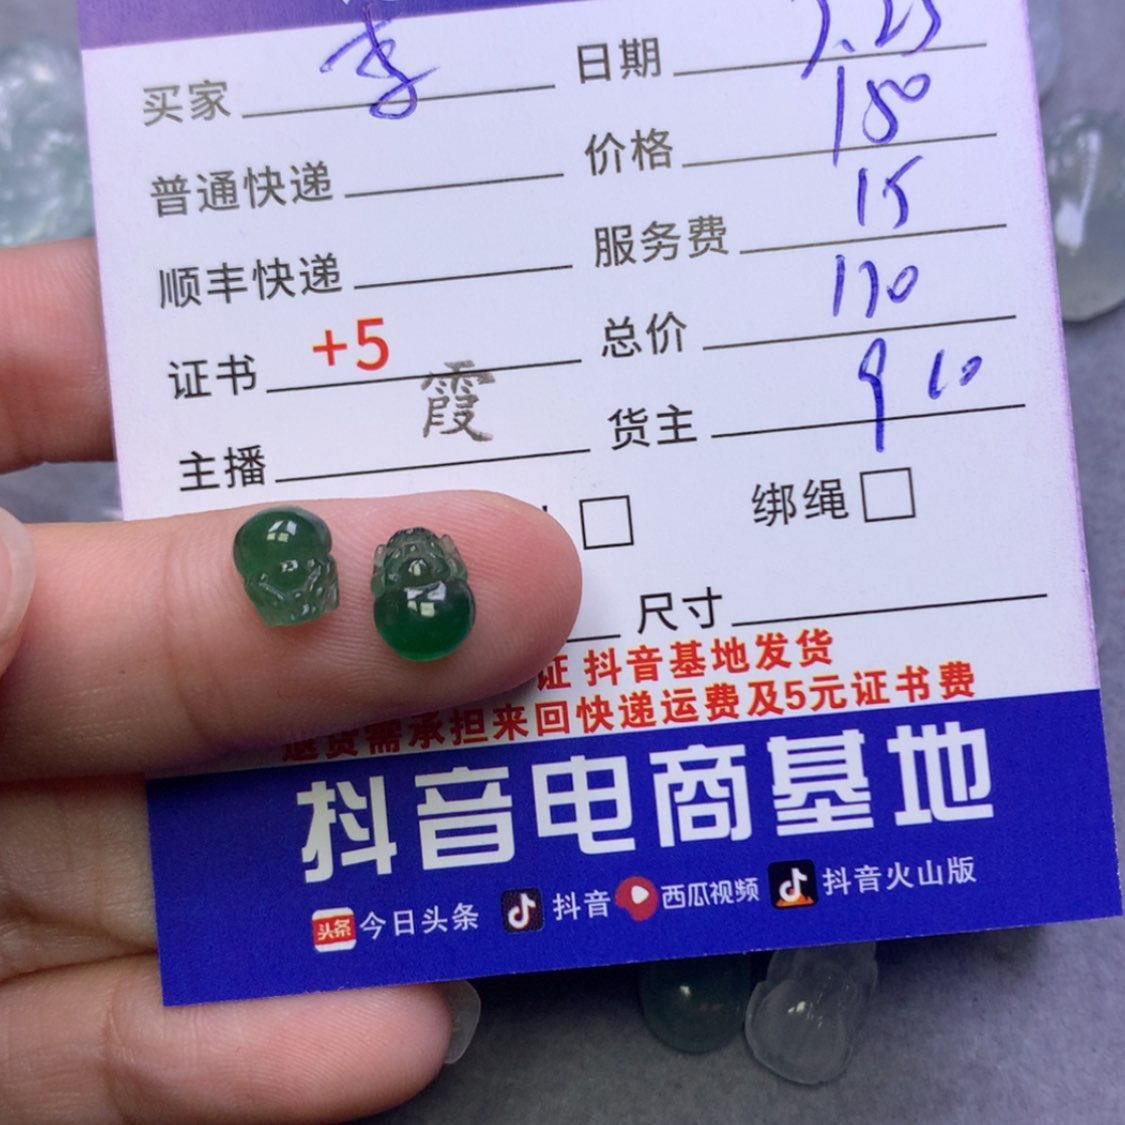 买家 李 日期 7.25
普通快递 价格 150
顺丰快递 服务费 15
证书 +5 总价 170
主播 霞 货主 9 10
绑绳
尺寸
证 抖音基地发货
退货需承担来回快递运费及5元证书费
抖音电商基地
头条 今日头条 抖音 西瓜视频 抖音火山版